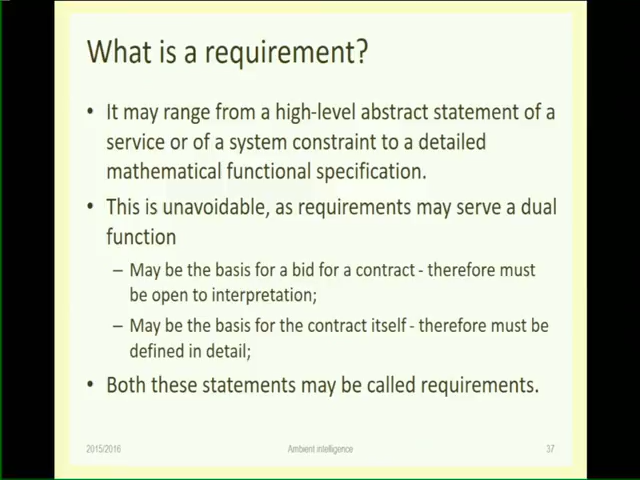 What is a requirement?
• It may range from a high-level abstract statement of a
service or of a system constraint to a detailed
mathematical functional specification.
• This is unavoidable, as requirements may serve a dual
function
– May be the basis for a bid for a contract - therefore must
be open to interpretation;
– May be the basis for the contract itself - therefore must be
defined in detail;
• Both these statements may be called requirements.
2015/2016 Ambient intelligence 37